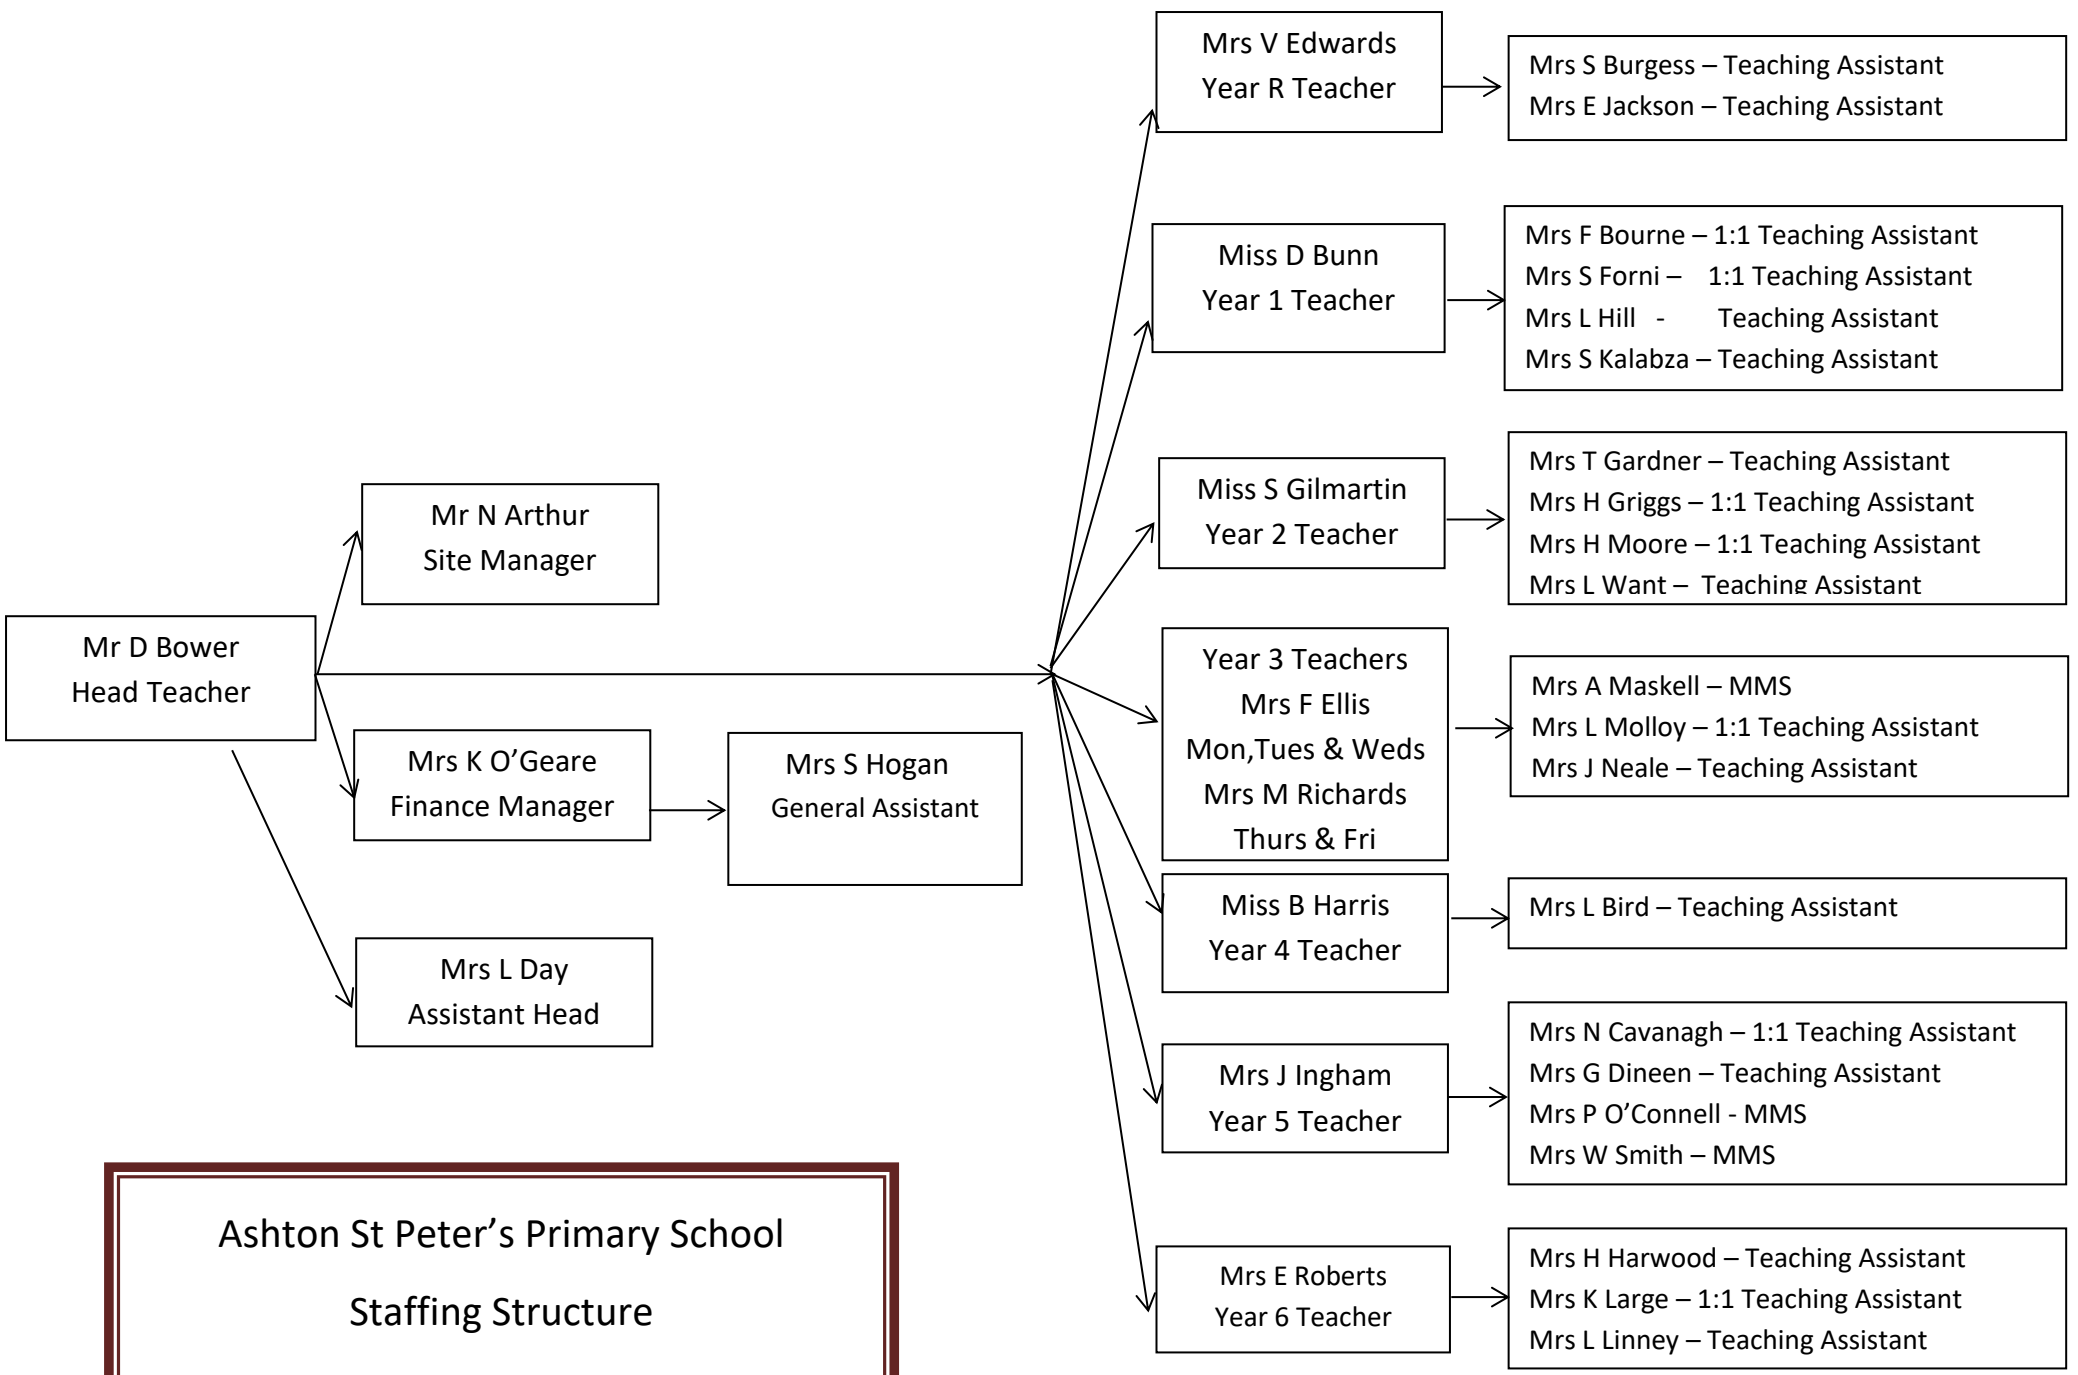 Mr D Bower
Head Teacher
Mr N Arthur
Site Manager
Mrs K O’Geare
Finance Manager
Mrs S Hogan
General Assistant
Mrs L Day
Assistant Head
Mrs V Edwards
Year R Teacher
Mrs S Burgess – Teaching Assistant
Mrs E Jackson – Teaching Assistant
Miss D Bunn
Year 1 Teacher
Mrs F Bourne – 1:1 Teaching Assistant
Mrs S Forni – 1:1 Teaching Assistant
Mrs L Hill - Teaching Assistant
Mrs S Kalabza – Teaching Assistant
Miss S Gilmartin
Year 2 Teacher
Mrs T Gardner – Teaching Assistant
Mrs H Griggs – 1:1 Teaching Assistant
Mrs H Moore – 1:1 Teaching Assistant
Mrs L Want – Teaching Assistant
Year 3 Teachers
Mrs F Ellis
Mon,Tues & Weds
Mrs M Richards
Thurs & Fri
Mrs A Maskell – MMS
Mrs L Molloy – 1:1 Teaching Assistant
Mrs J Neale – Teaching Assistant
Miss B Harris
Year 4 Teacher
Mrs L Bird – Teaching Assistant
Mrs J Ingham
Year 5 Teacher
Mrs N Cavanagh – 1:1 Teaching Assistant
Mrs G Dineen – Teaching Assistant
Mrs P O’Connell - MMS
Mrs W Smith – MMS
Mrs E Roberts
Year 6 Teacher
Mrs H Harwood – Teaching Assistant
Mrs K Large – 1:1 Teaching Assistant
Mrs L Linney – Teaching Assistant
Ashton St Peter’s Primary School
Staffing Structure